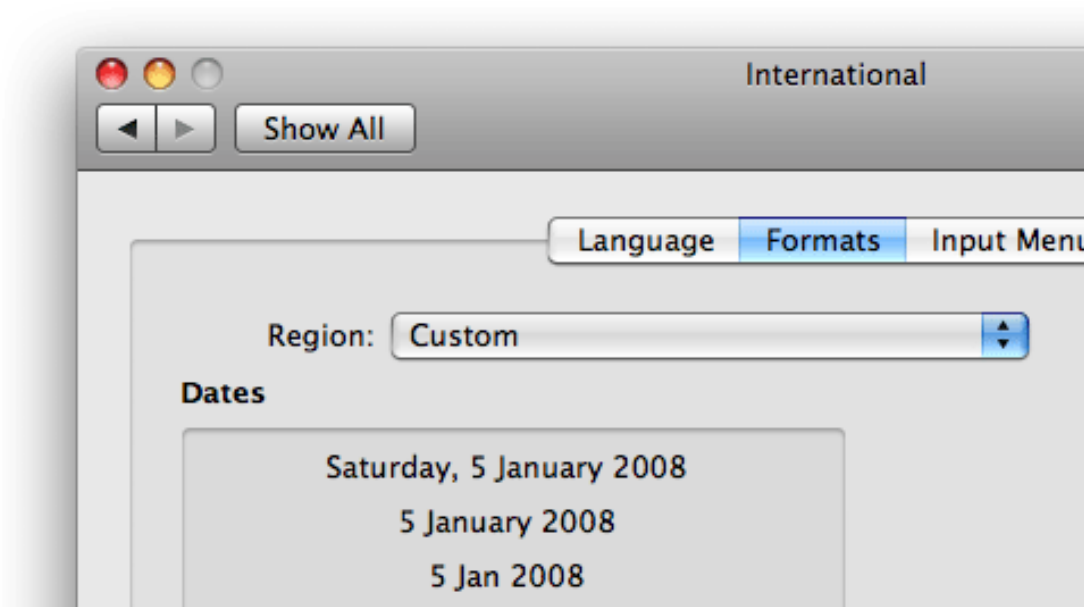 International
Show All
Language Formats Input Menu
Region: Custom
Dates
Saturday, 5 January 2008
5 January 2008
5 Jan 2008